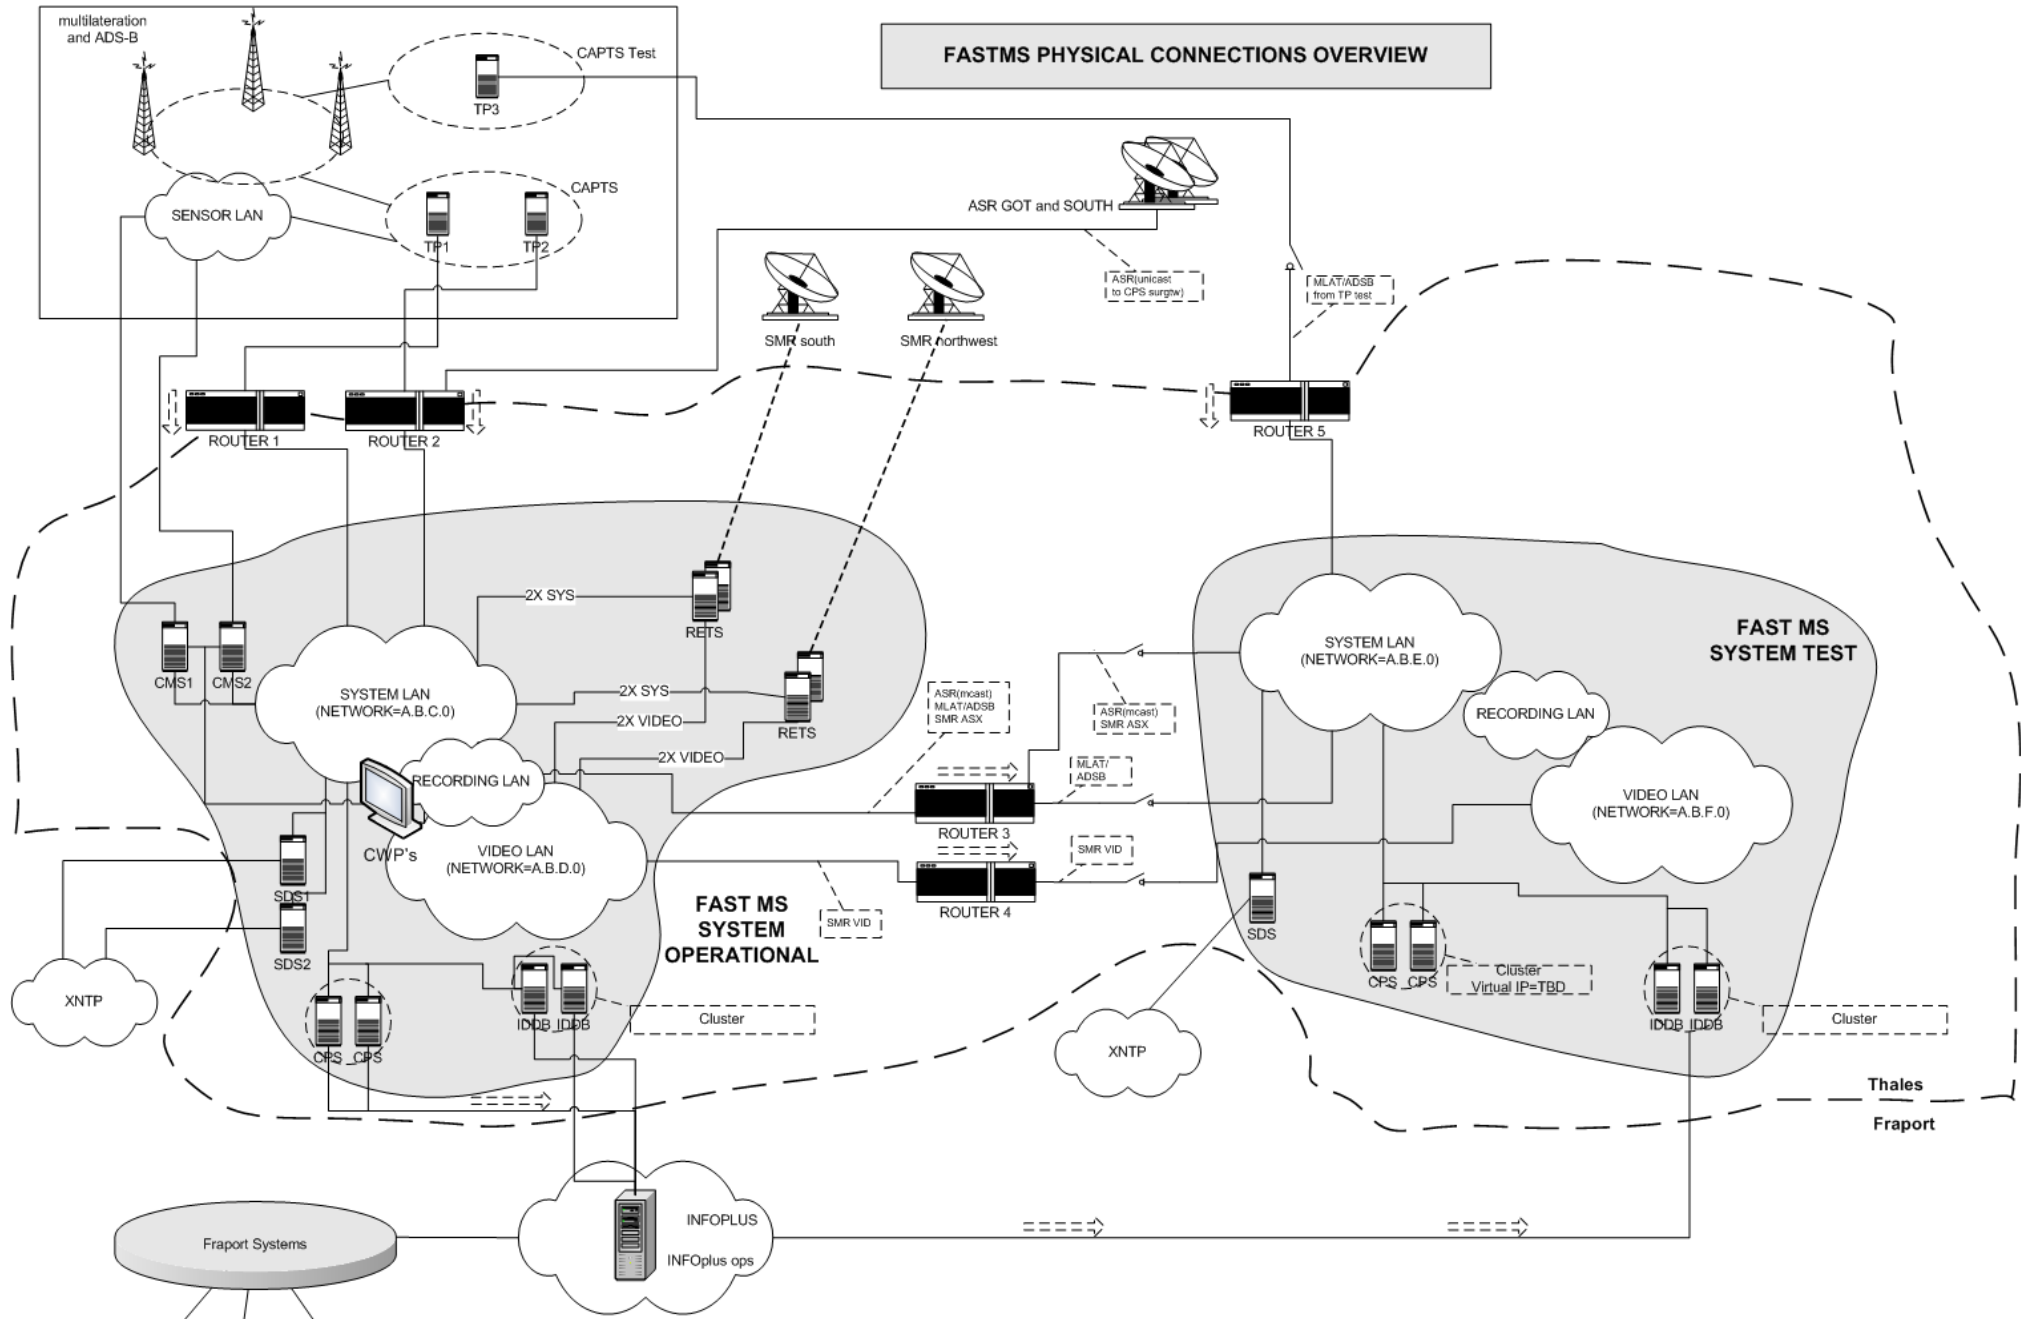 multilateration
and ADS-B
FASTMS PHYSICAL CONNECTIONS OVERVIEW
CAPTS Test
TP3
CAPTS
ASR GOT and SOUTH
SENSOR LAN
TP1
TP2
ASR(unicast
to CPS surgtw)
MLAT/ADSB
from TP test
SMR south
SMR northwest
ROUTER 1
ROUTER 2
ROUTER 5
2X SYS
RETS
FAST MS
SYSTEM TEST
SYSTEM LAN
(NETWORK=A.B.E.0)
CMS1
CMS2
SYSTEM LAN
(NETWORK=A.B.C.0)
2X SYS
2X VIDEO
RETS
2X VIDEO
ASR(mcast)
MLAT/ADSB
SMR ASX
ASR(mcast)
SMR ASX
RECORDING LAN
RECORDING LAN
MLAT/
ADSB
VIDEO LAN
(NETWORK=A.B.F.0)
ROUTER 3
CWP's
VIDEO LAN
(NETWORK=A.B.D.0)
SMR VID
SDS1
FAST MS
SYSTEM
OPERATIONAL
SMR VID
ROUTER 4
SDS
SDS2
XNTP
CPS
CPS
Cluster
Virtual IP=TBD
IDDB
IDDB
Cluster
IDDB
IDDB
Cluster
CPS
CPS
XNTP
Thales
Fraport
INFOPLUS
INFOplus ops
Fraport Systems